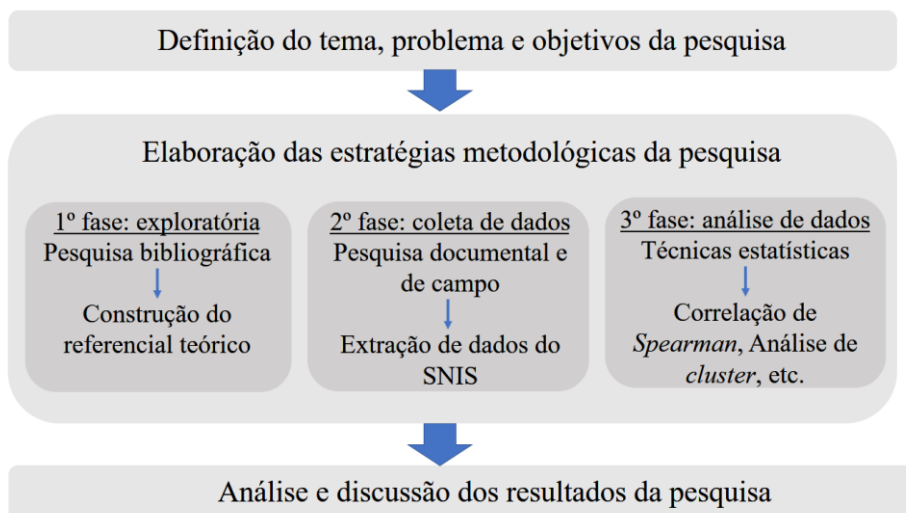 Definição do tema, problema e objetivos da pesquisa
Elaboração das estratégias metodológicas da pesquisa
1º fase: exploratória
Pesquisa bibliográfica
Construção do
referencial teórico
2º fase: coleta de dados
Pesquisa documental e
de campo
Extração de dados do
SNIS
3º fase: análise de dados
Técnicas estatísticas
Correlação de
Spearman, Análise de
cluster, etc.
Análise e discussão dos resultados da pesquisa